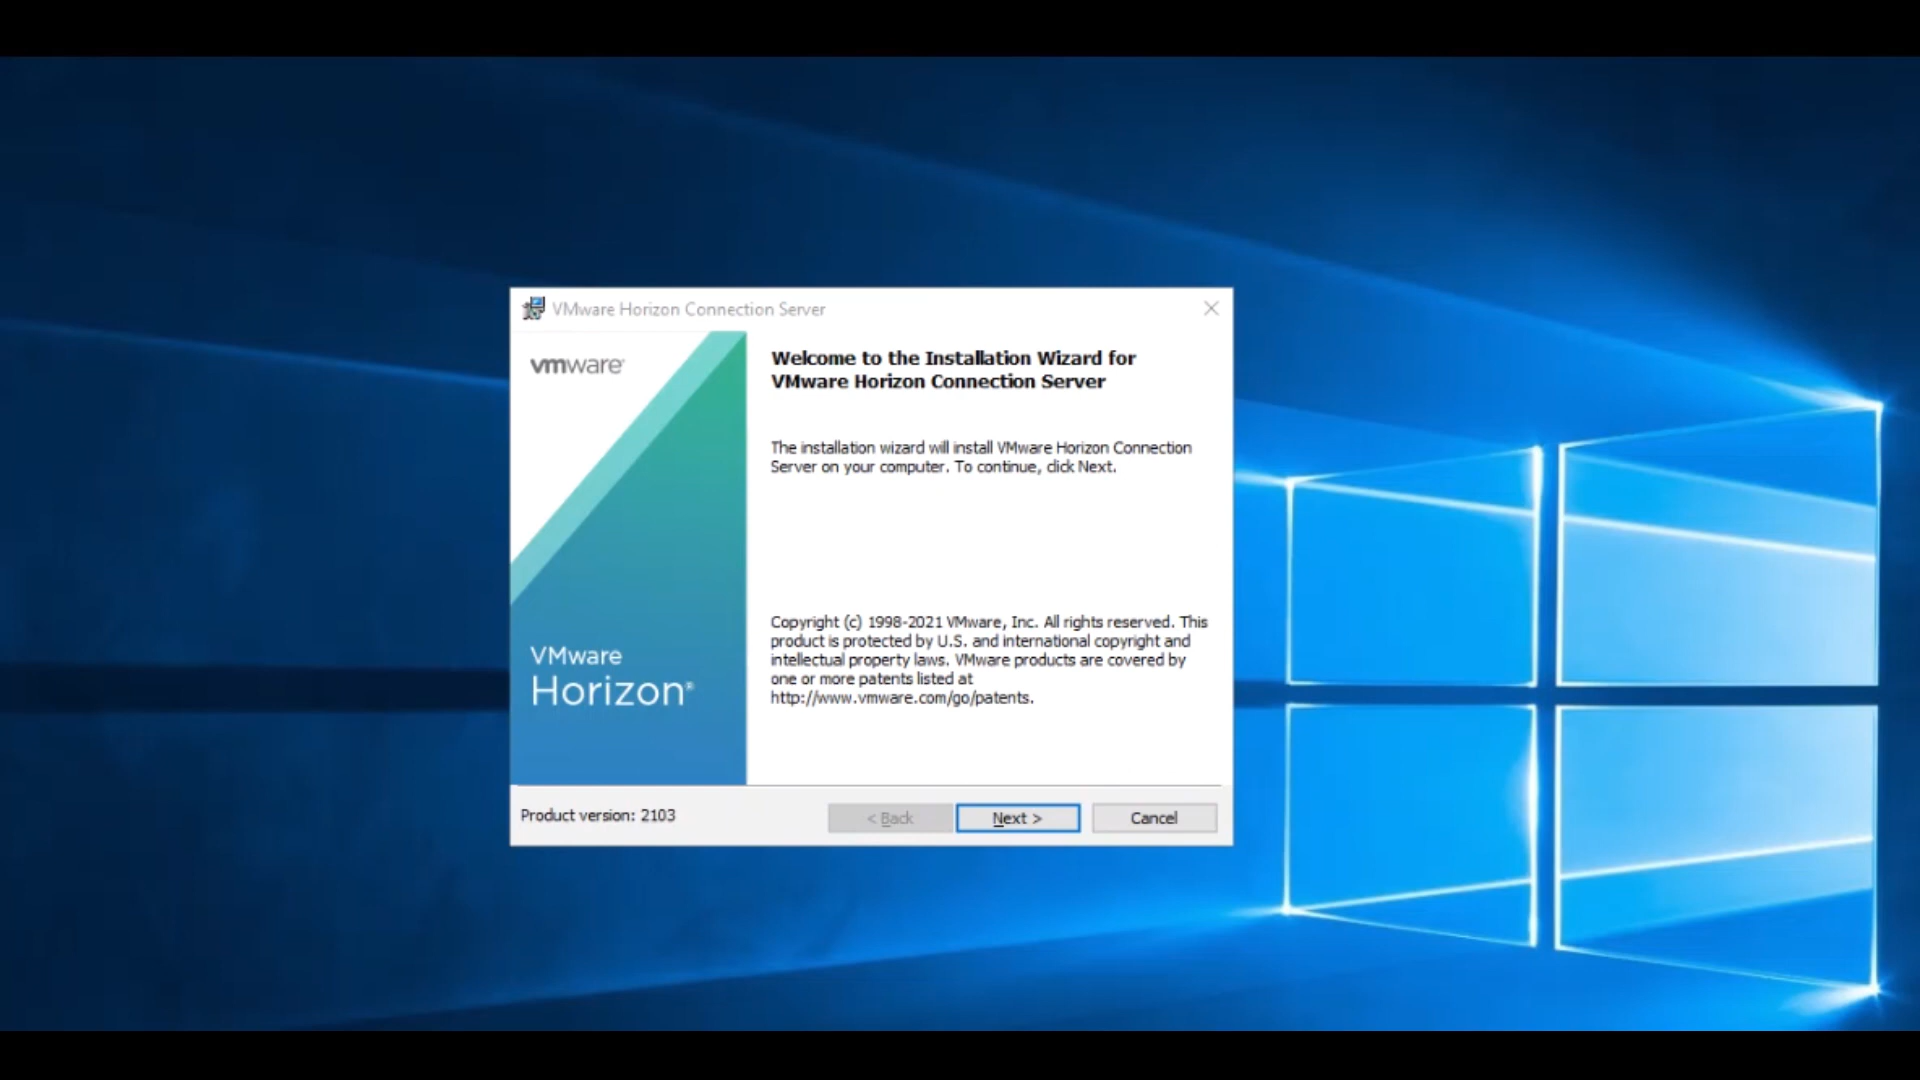 VMware Horizon Connection Server
vmware®
Welcome to the Installation Wizard for
VMware Horizon Connection Server
The installation wizard will install VMware Horizon Connection
Server on your computer. To continue, click Next.
Copyright (c) 1998-2021 VMware, Inc. All rights reserved. This
product is protected by U.S. and international copyright and
intellectual property laws. VMware products are covered by
one or more patents listed at
http://www.vmware.com/go/patents.
VMware
Horizon®
Product version: 2103
< Back
Next >
Cancel